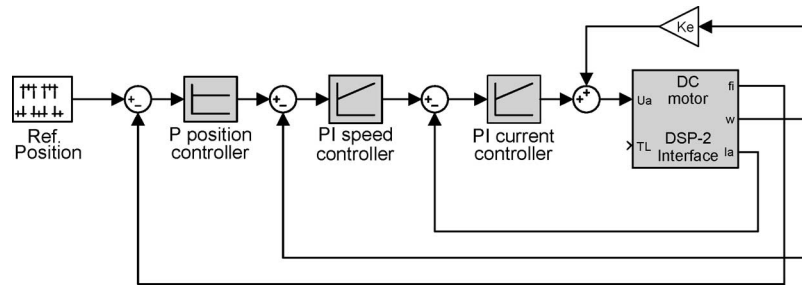 Ke
Ref.
Position
P position
controller
PI speed
controller
PI current
controller
DC
motor
DSP-2
Interface
Ua
TL
fi
w
Ia